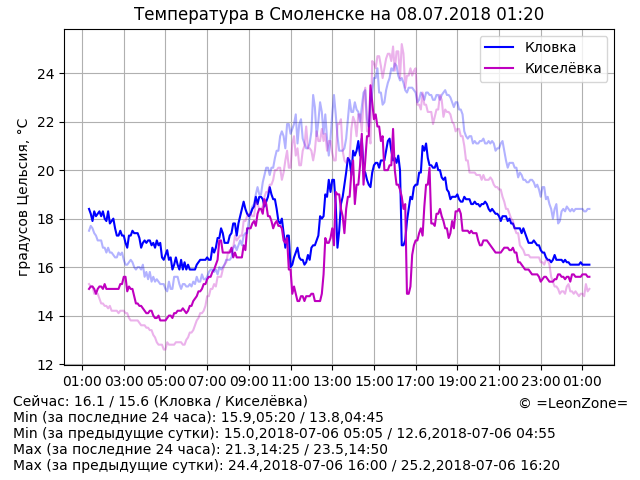 Температура в Смоленске на 08.07.2018 01:20
Кловка
Киселёвка
градусов Цельсия, °C
24
22
20
18
16
14
12
01:00 03:00 05:00 07:00 09:00 11:00 13:00 15:00 17:00 19:00 21:00 23:00 01:00
Сейчас: 16.1 / 15.6 (Кловка / Киселёвка)
© =LeonZone=
Min (за последние 24 часа): 15.9,05:20 / 13.8,04:45
Min (за предыдущие сутки): 15.0,2018-07-06 05:05 / 12.6,2018-07-06 04:55
Max (за последние 24 часа): 21.3,14:25 / 23.5,14:50
Max (за предыдущие сутки): 24.4,2018-07-06 16:00 / 25.2,2018-07-06 16:20